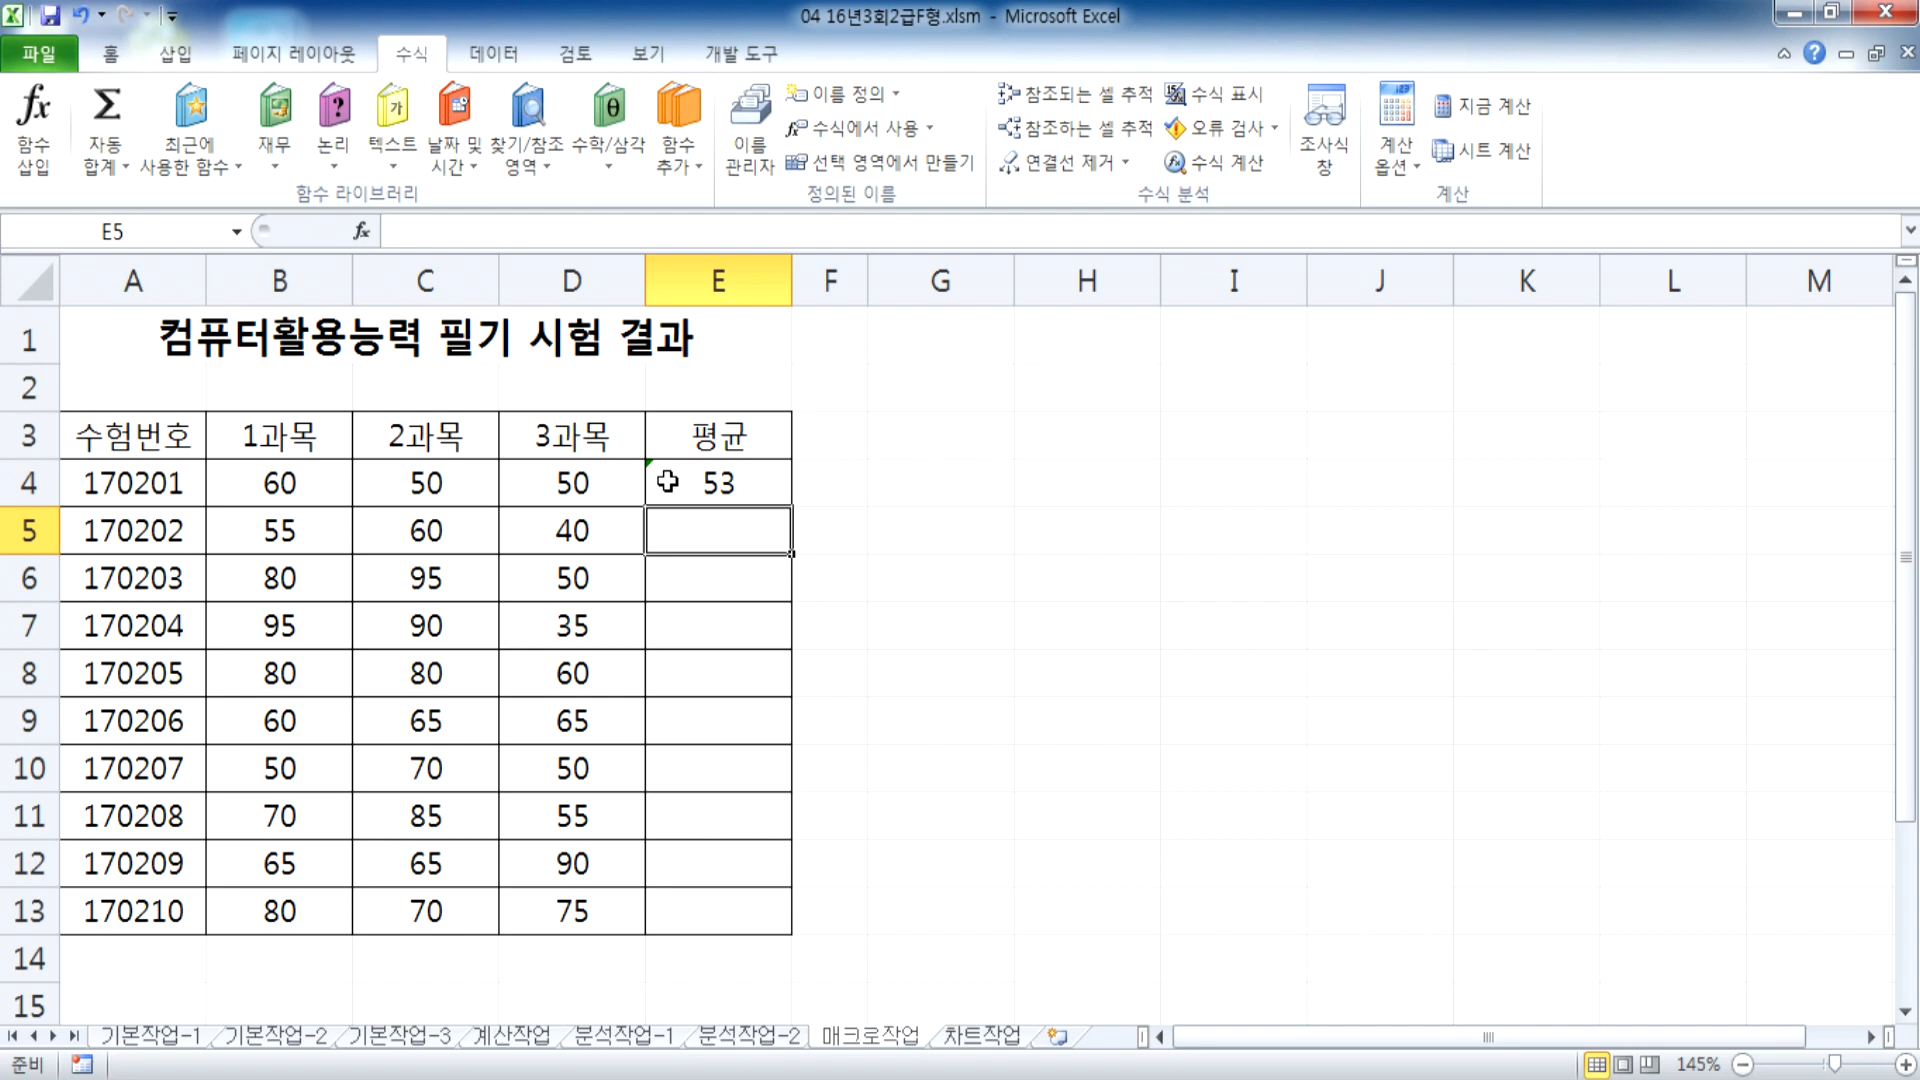 04 16년3회2급F형.xlsm - Microsoft Excel
파일 홈 삽입 페이지 레이아웃 수식 데이터 검토 보기 개발 도구
함수 삽입
자동 합계
최근에 사용한 함수
재무
논리
텍스트
날짜 및 시간
찾기/참조 영역
수학/삼각
함수 추가
함수 라이브러리
이름 관리자
이름 정의
수식에서 사용
선택 영역에서 만들기
정의된 이름
참조되는 셀 추적
참조하는 셀 추적
연결선 제거
수식 표시
오류 검사
수식 계산
수식 분석
조사식 창
계산 옵션
지금 계산
시트 계산
계산
E5 fx
A B C D E F G H I J K L M
1 컴퓨터활용능력 필기 시험 결과
2
3 수험번호 1과목 2과목 3과목 평균
4 170201 60 50 50 53
5 170202 55 60 40
6 170203 80 95 50
7 170204 95 90 35
8 170205 80 80 60
9 170206 60 65 65
10 170207 50 70 50
11 170208 70 85 55
12 170209 65 65 90
13 170210 80 70 75
14
15
기본작업-1 기본작업-2 기본작업-3 계산작업 분석작업-1 분석작업-2 매크로작업 차트작업
준비 145%